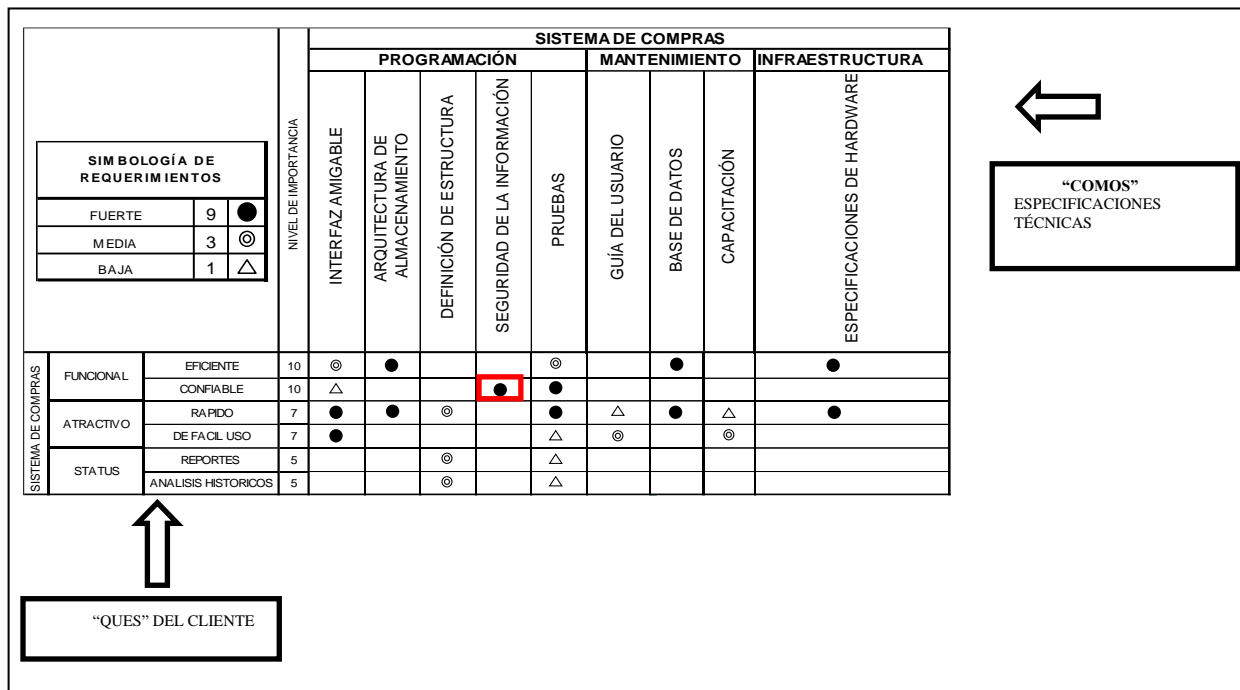 SISTEMA DE COMPRAS
PROGRAMACIÓN MANTENIMIENTO INFRAESTRUCTURA
SIMBOLOGÍA DE
REQUERIMIENTOS
FUERTE 9 ●
MEDIA 3 ◎
BAJA 1 △
NIVEL DE IMPORTANCIA
INTERFAZ AMIGABLE
ARQUITECTURA DE
ALMACENAMIENTO
DEFINICIÓN DE ESTRUCTURA
SEGURIDAD DE LA INFORMACIÓN
PRUEBAS
GUÍA DEL USUARIO
BASE DE DATOS
CAPACITACIÓN
ESPECIFICACIONES DE HARDWARE
“COMOS”
ESPECIFICACIONES
TÉCNICAS
SISTEMA DE COMPRAS
FUNCIONAL
EFICIENTE 10 ◎ ● ◎ ● ●
CONFIABLE 10 △ ● ●
ATRACTIVO
RAPIDO 7 ● ● ◎ ● △ ● △ ●
DE FACIL USO 7 ● △ ◎ ◎
STATUS
REPORTES 5 ◎ △
ANALISIS HISTORICOS 5 ◎ △
“QUES” DEL CLIENTE